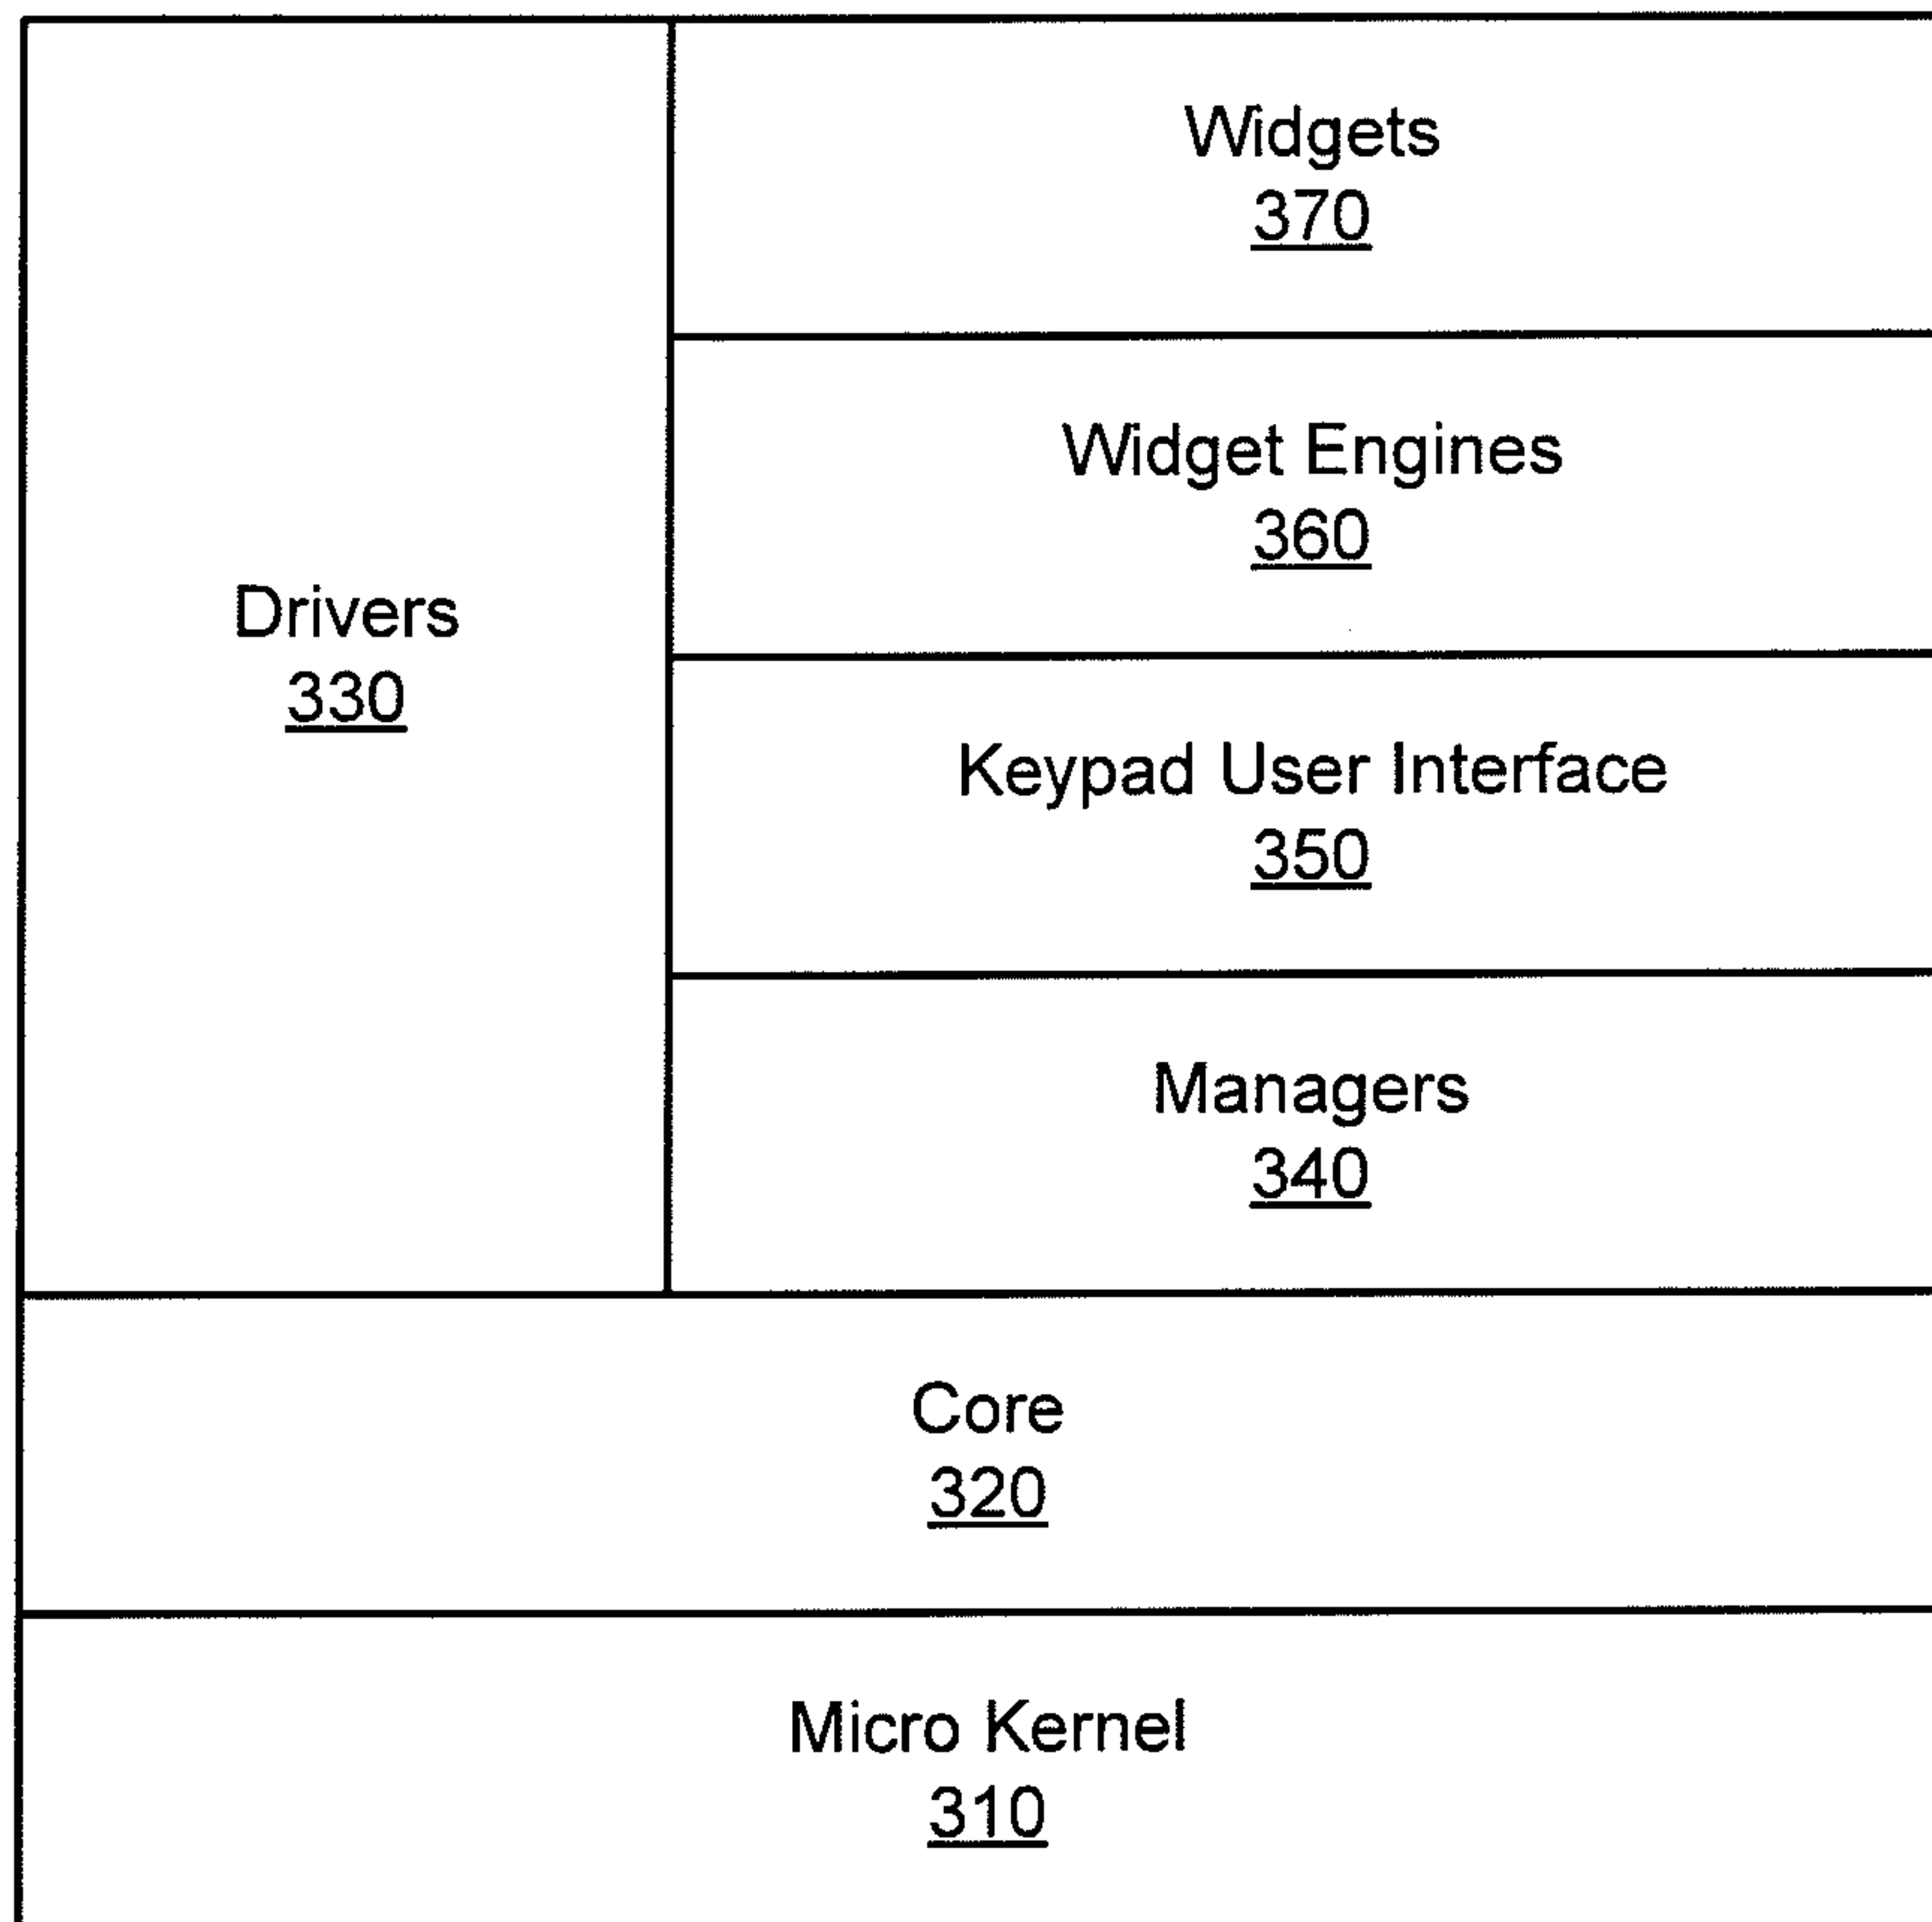 Widgets
370
Widget Engines
360
Drivers
330
Keypad User Interface
350
Managers
340
Core
320
Micro Kernel
310